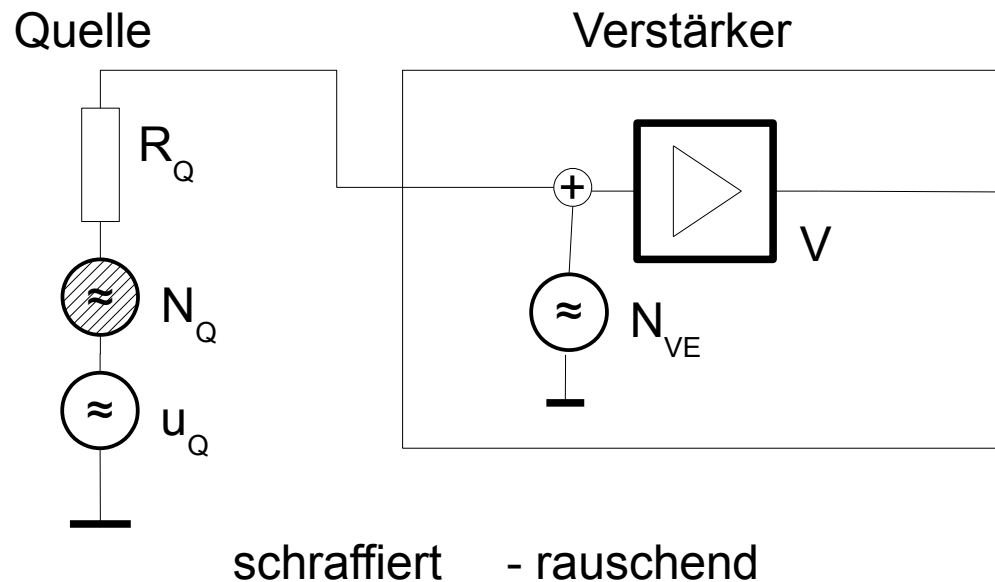 Quelle Verstärker
R_Q
+
V
N_Q
N_VE
u_Q
schraffiert - rauschend